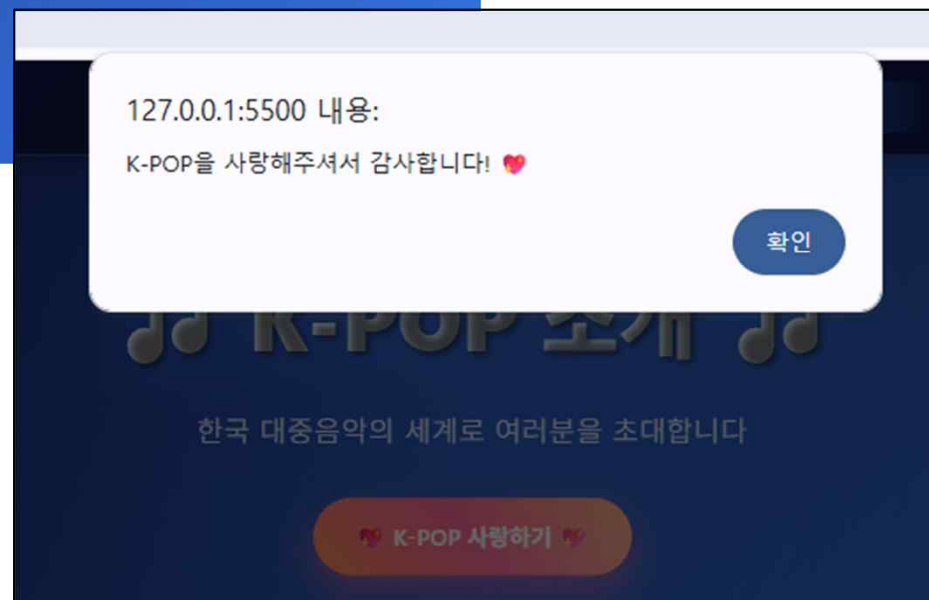 127.0.0.1:5500 내용:
K-POP을 사랑해주셔서 감사합니다! 💖
확인
🎵 K-POP 소개 🎵
한국 대중음악의 세계로 여러분을 초대합니다
💖 K-POP 사랑하기 💖